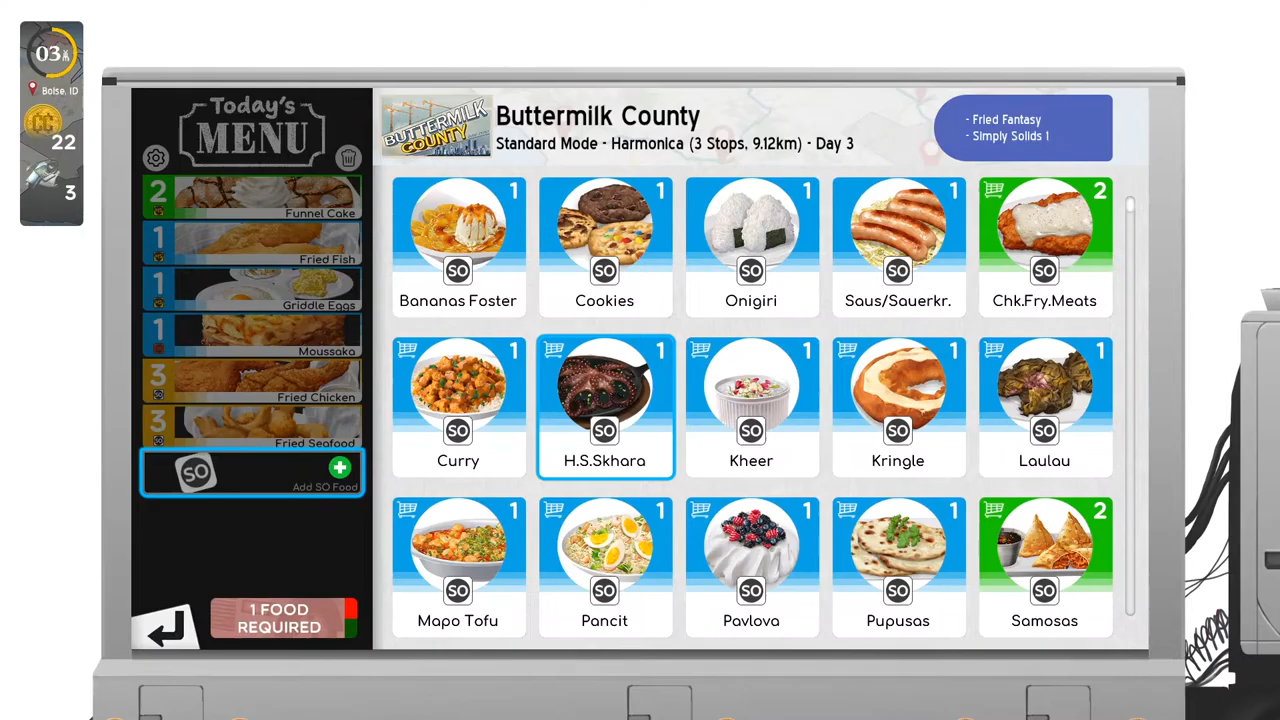 03
Boise, ID
CC
22
3
Today's
MENU
2
Funnel Cake
1
Fried Fish
1
Griddle Eggs
1
Moussaka
3
SO
Fried Chicken
3
SO
Fried Seafood
SO
Add SO Food
1 FOOD
REQUIRED
BUTTERMILK
COUNTY
Buttermilk County
Standard Mode - Harmonica (3 Stops, 9.12km) - Day 3
- Fried Fantasy
- Simply Solids 1
1
SO
Bananas Foster
1
SO
Cookies
1
SO
Onigiri
1
SO
Saus/Sauerkr.
2
SO
Chk.Fry.Meats
1
SO
Curry
1
SO
H.S.Skhara
1
SO
Kheer
1
SO
Kringle
1
SO
Laulau
1
SO
Mapo Tofu
1
SO
Pancit
1
SO
Pavlova
1
SO
Pupusas
2
SO
Samosas